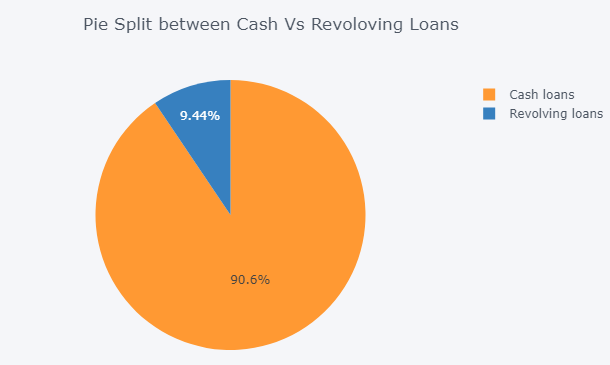 Pie Split between Cash Vs Revoloving Loans
Cash loans
Revolving loans
9.44%
90.6%